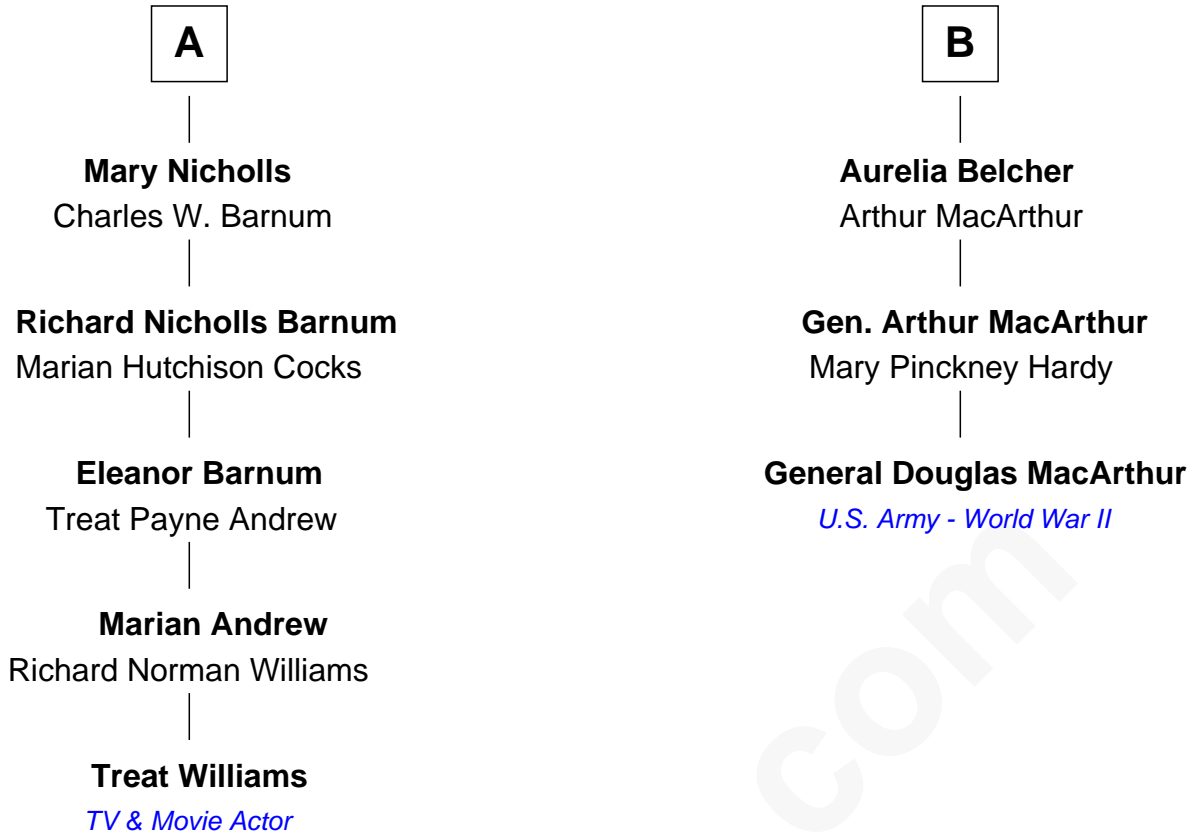 A
Mary Nicholls
Charles W. Barnum
Richard Nicholls Barnum
Marian Hutchison Cocks
Eleanor Barnum
Treat Payne Andrew
Marian Andrew
Richard Norman Williams
Treat Williams
TV & Movie Actor
B
Aurelia Belcher
Arthur MacArthur
Gen. Arthur MacArthur
Mary Pinckney Hardy
General Douglas MacArthur
U.S. Army - World War II
com